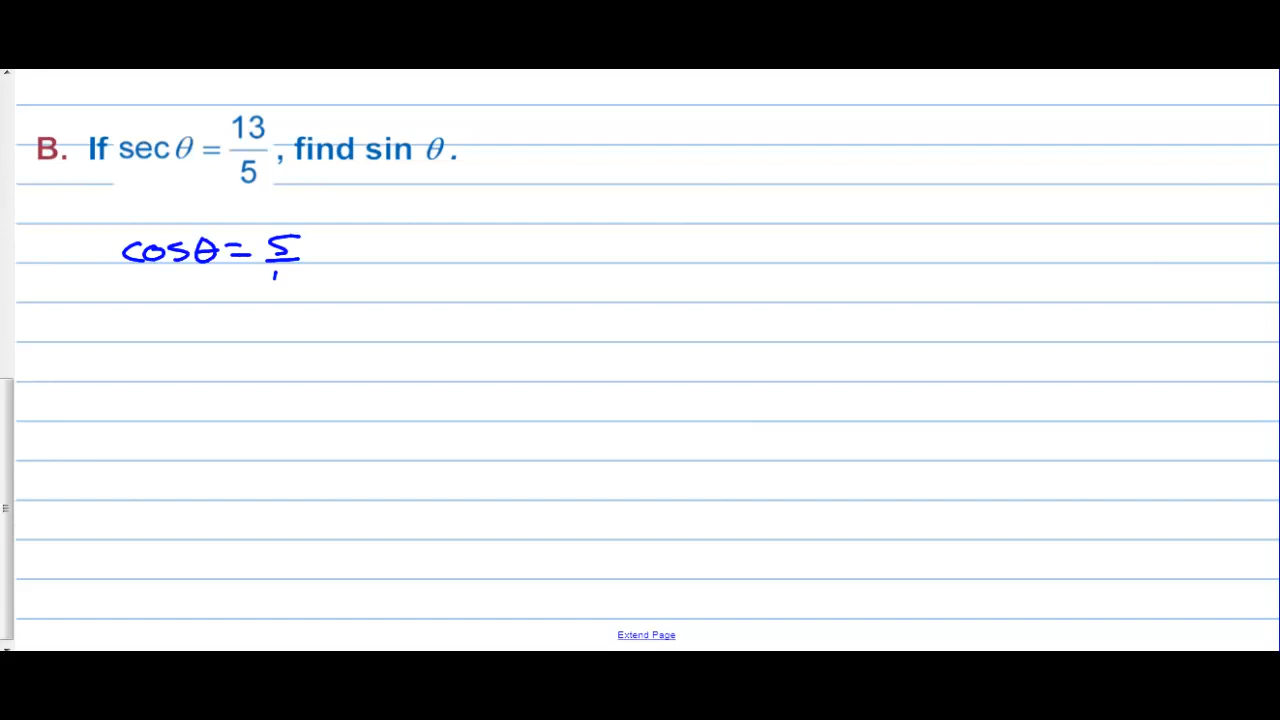 B. If sec θ = 13/5, find sin θ.
cosθ = 5/
Extend Page